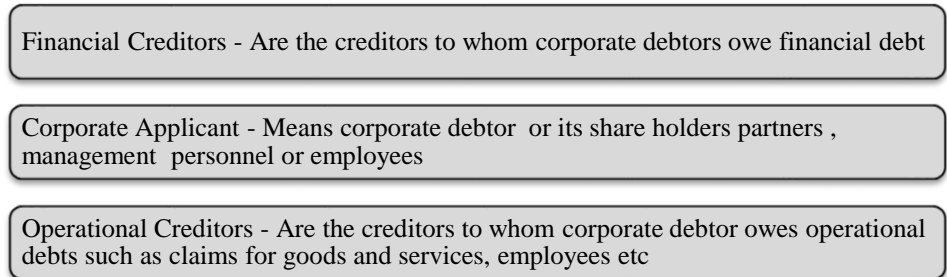 Financial Creditors - Are the creditors to whom corporate debtors owe financial debt
Corporate Applicant - Means corporate debtor  or its share holders partners ,
management  personnel or employees
Operational Creditors - Are the creditors to whom corporate debtor owes operational
debts such as claims for goods and services, employees etc